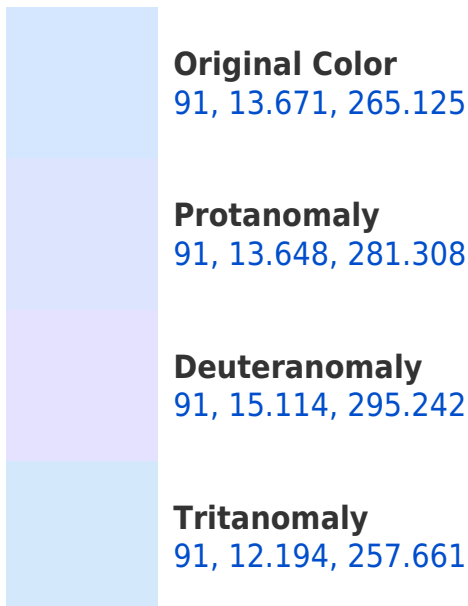 Original Color
91, 13.671, 265.125
Protanomaly
91, 13.648, 281.308
Deuteranomaly
91, 15.114, 295.242
Tritanomaly
91, 12.194, 257.661